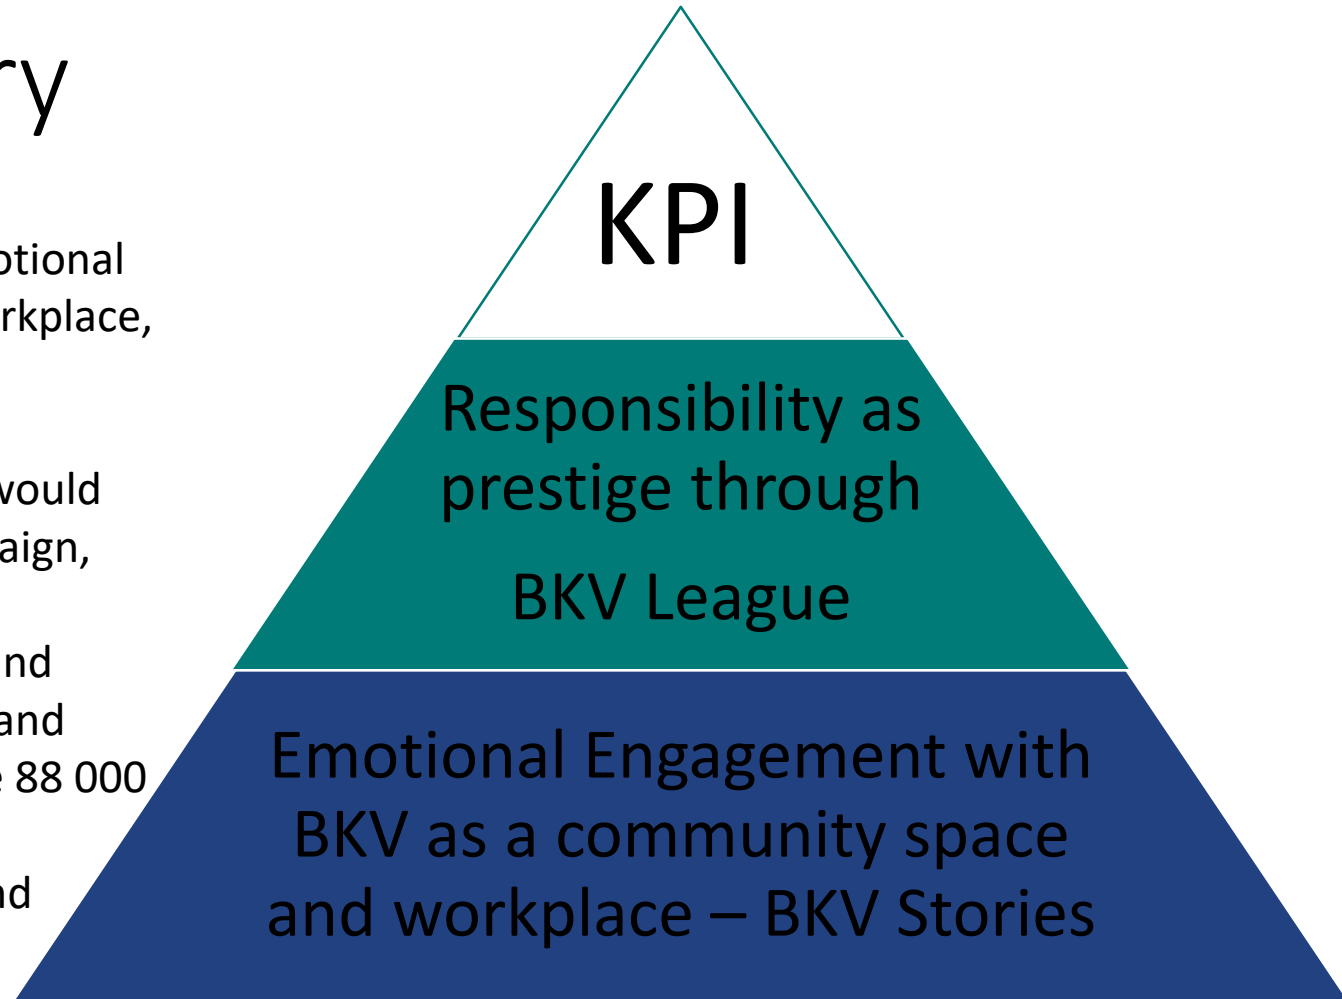 ry
otional
rkplace,
vould
aign,
nd
and
e 88 000
nd
KPI
Responsibility as
prestige through
BKV League
Emotional Engagement with
BKV as a community space
and workplace – BKV Stories